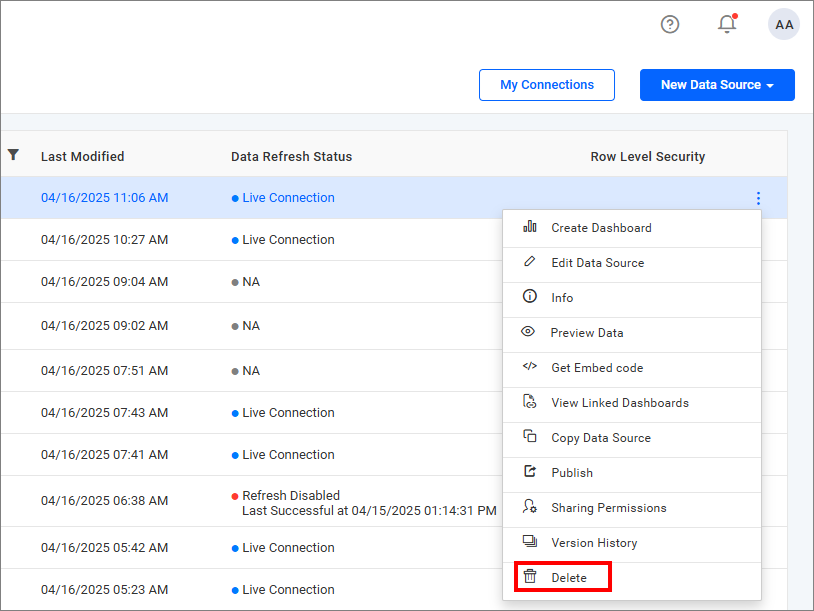 AA
My Connections
New Data Source
Last Modified Data Refresh Status Row Level Security
04/16/2025 11:06 AM Live Connection
04/16/2025 10:27 AM Live Connection
04/16/2025 09:04 AM NA
04/16/2025 09:02 AM NA
04/16/2025 07:51 AM NA
04/16/2025 07:43 AM Live Connection
04/16/2025 07:41 AM Live Connection
04/16/2025 06:38 AM Refresh Disabled
Last Successful at 04/15/2025 01:14:31 PM
04/16/2025 05:42 AM Live Connection
04/16/2025 05:23 AM Live Connection
Create Dashboard
Edit Data Source
Info
Preview Data
Get Embed code
View Linked Dashboards
Copy Data Source
Publish
Sharing Permissions
Version History
Delete